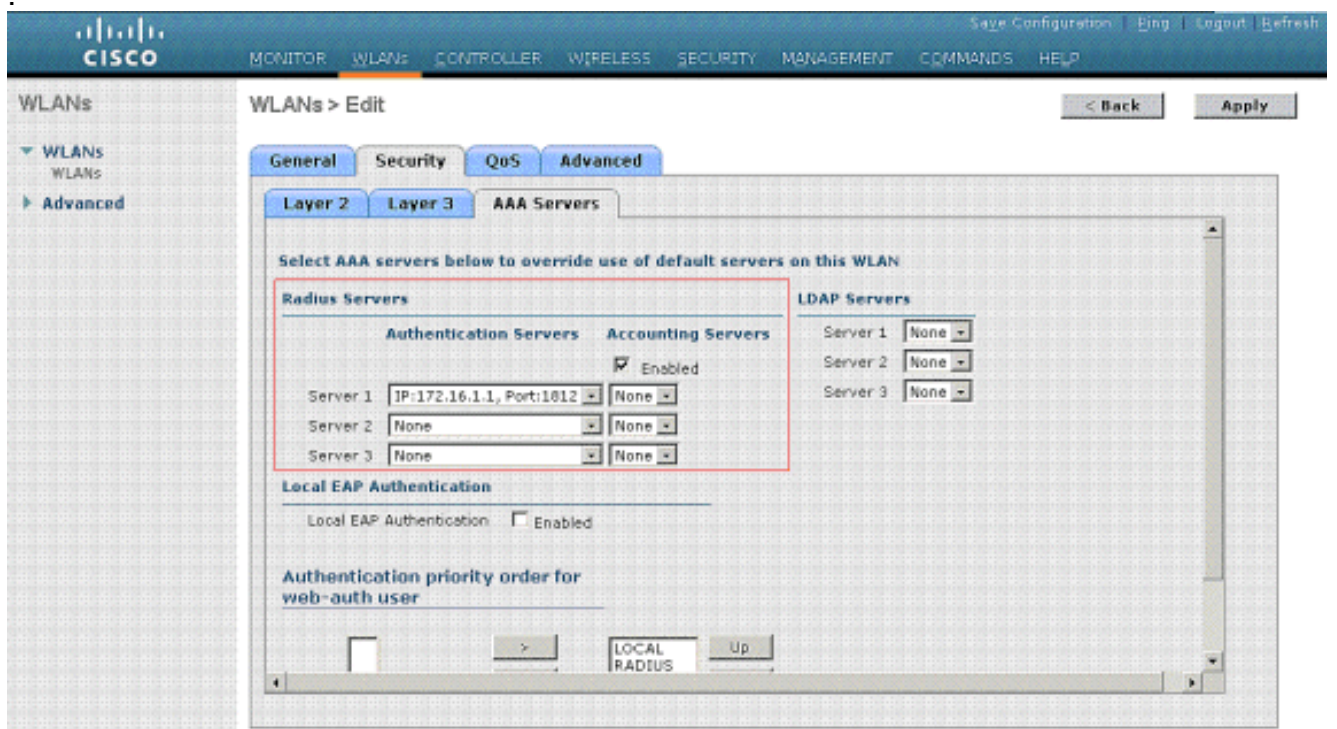 .
Save Configuration | Ping | Logout | Refresh
CISCO
MONITOR WLANs CONTROLLER WIRELESS SECURITY MANAGEMENT COMMANDS HELP
WLANs
WLANs > Edit
< Back
Apply
WLANs
WLANs
Advanced
General Security QoS Advanced
Layer 2 Layer 3 AAA Servers
Select AAA servers below to override use of default servers on this WLAN
Radius Servers
LDAP Servers
Authentication Servers Accounting Servers
Enabled
Server 1 IP:172.16.1.1, Port:1812 None
Server 2 None None
Server 3 None None
Server 1 None
Server 2 None
Server 3 None
Local EAP Authentication
Local EAP Authentication Enabled
Authentication priority order for
web-auth user
>
LOCAL
RADIUS
Up